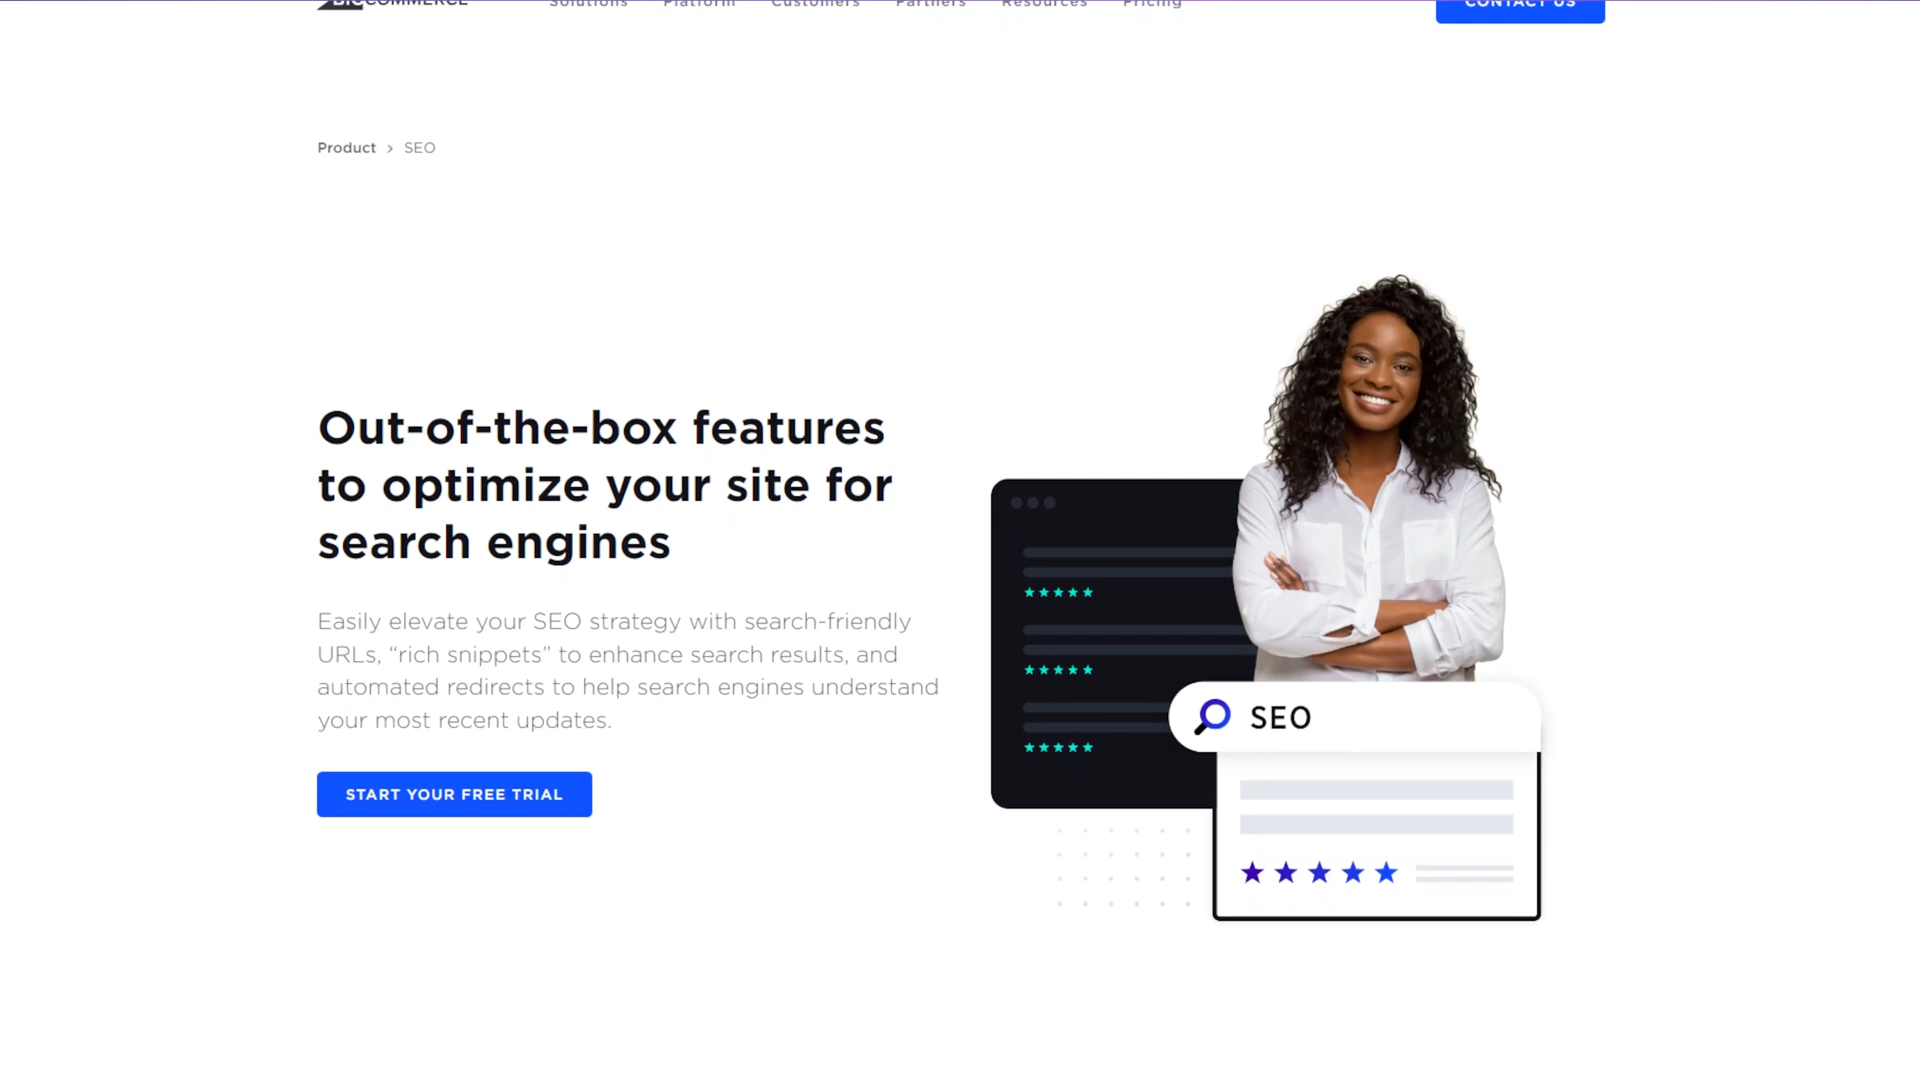 BIGCOMMERCE
Solutions
Platform
Customers
Partners
Resources
Pricing
CONTACT US
Product > SEO
Out-of-the-box features
to optimize your site for
search engines
Easily elevate your SEO strategy with search-friendly
URLs, “rich snippets” to enhance search results, and
automated redirects to help search engines understand
your most recent updates.
START YOUR FREE TRIAL
SEO